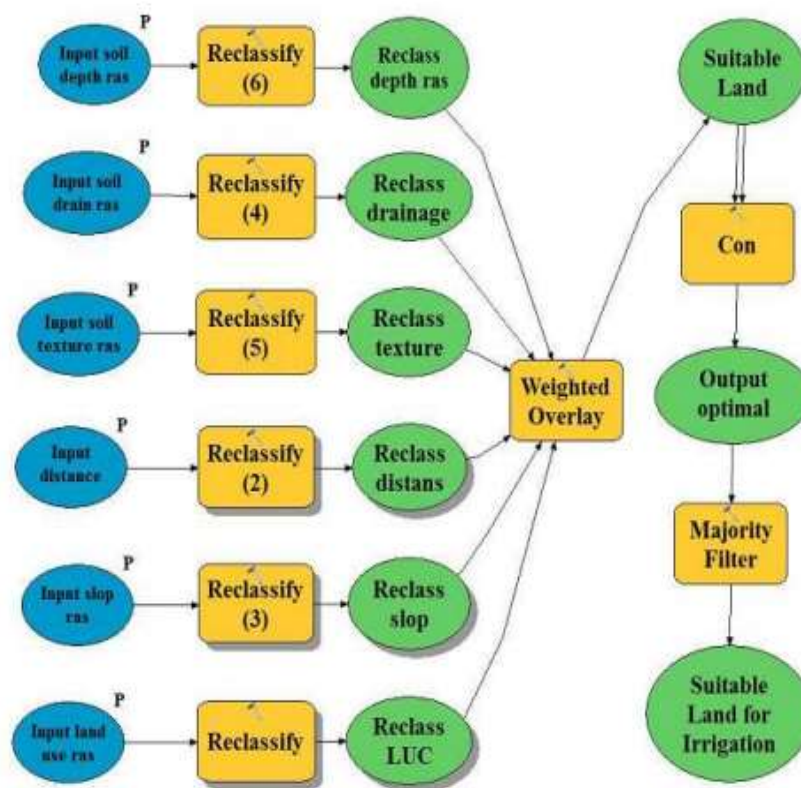 P
Input soil
depth ras
Reclassify
(6)
Reclass
depth ras
P
Input soil
drain ras
Reclassify
(4)
Reclass
drainage
P
Input soil
texture ras
Reclassify
(5)
Reclass
texture
P
Input
distance
Reclassify
(2)
Reclass
distans
P
Input slop
ras
Reclassify
(3)
Reclass
slop
P
Input land
use ras
Reclassify
Reclass
LUC
Weighted
Overlay
Suitable
Land
Con
Output
optimal
Majority
Filter
Suitable
Land for
Irrigation